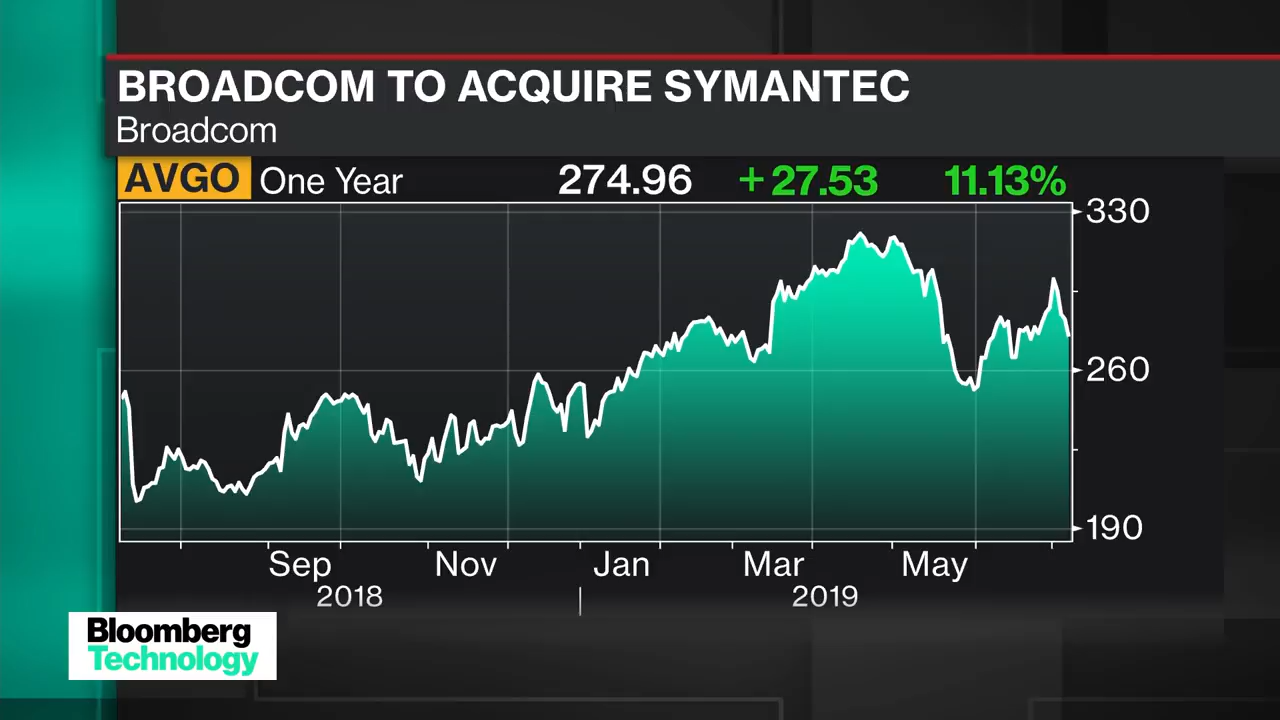 BROADCOM TO ACQUIRE SYMANTEC
Broadcom
AVGO One Year 274.96 +27.53 11.13%
330
260
190
Sep Nov Jan Mar May
2018 2019
Bloomberg
Technology